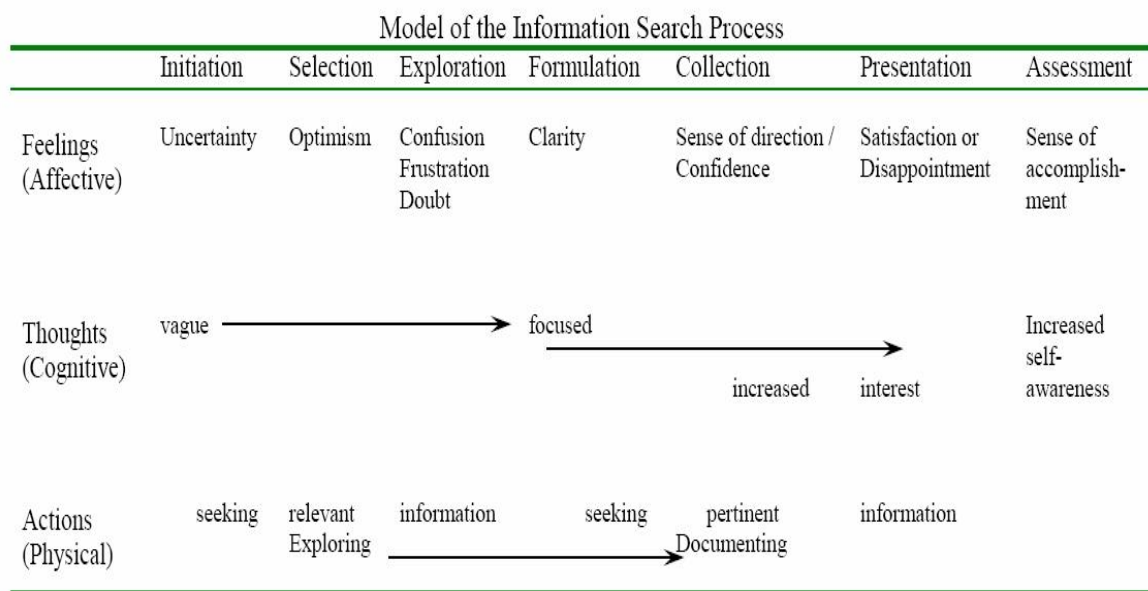 Model of the Information Search Process
Initiation Selection Exploration Formulation Collection Presentation Assessment
Feelings
(Affective)
Uncertainty
Optimism
Confusion
Frustration
Doubt
Clarity
Sense of direction /
Confidence
Satisfaction or
Disappointment
Sense of
accomplish-
ment
Thoughts
(Cognitive)
vague
focused
increased interest
Increased
self-
awareness
Actions
(Physical)
seeking relevant information seeking pertinent information
Exploring Documenting